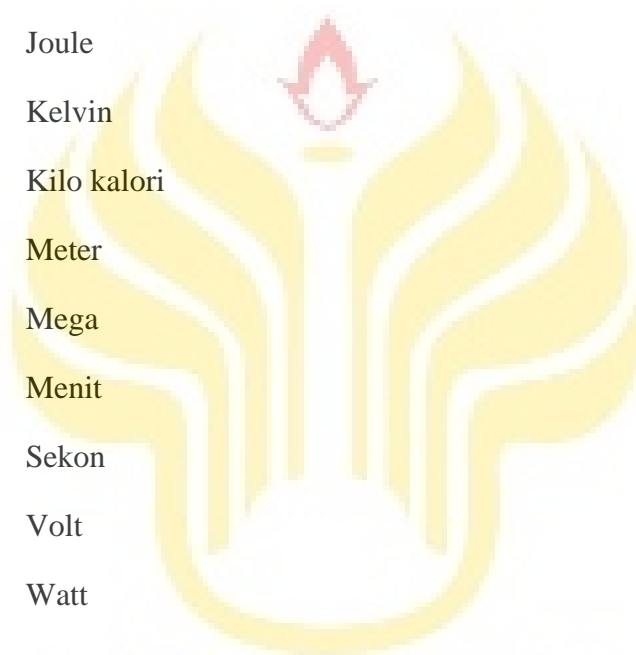 Joule
Kelvin
Kilo kalori
Meter
Mega
Menit
Sekon
Volt
Watt